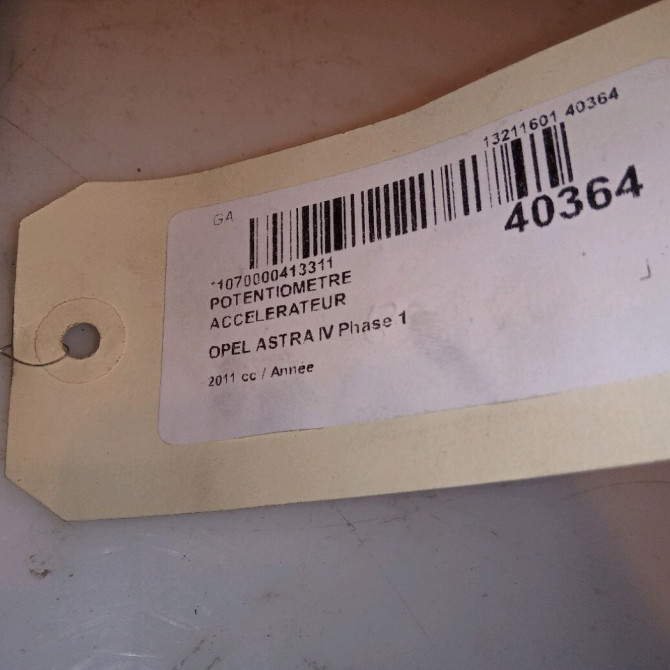 13211601 40364
GA
40364
*1070000413311
POTENTIOMETRE
ACCELERATEUR
OPEL ASTRA IV Phase 1
2011 cc / Année